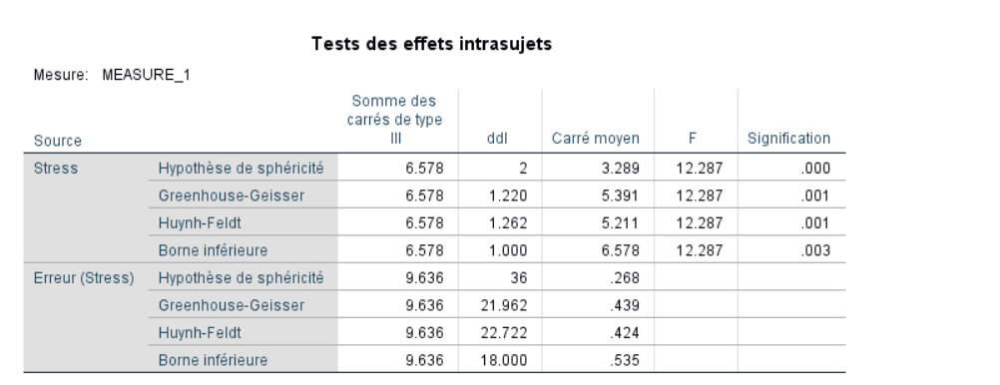 Tests des effets intrasujets
Mesure: MEASURE_1
Source Somme des carrés de type III ddl Carré moyen F Signification
Stress Hypothèse de sphéricité 6.578 2 3.289 12.287 .000
Greenhouse-Geisser 6.578 1.220 5.391 12.287 .001
Huynh-Feldt 6.578 1.262 5.211 12.287 .001
Borne inférieure 6.578 1.000 6.578 12.287 .003
Erreur (Stress) Hypothèse de sphéricité 9.636 36 .268
Greenhouse-Geisser 9.636 21.962 .439
Huynh-Feldt 9.636 22.722 .424
Borne inférieure 9.636 18.000 .535